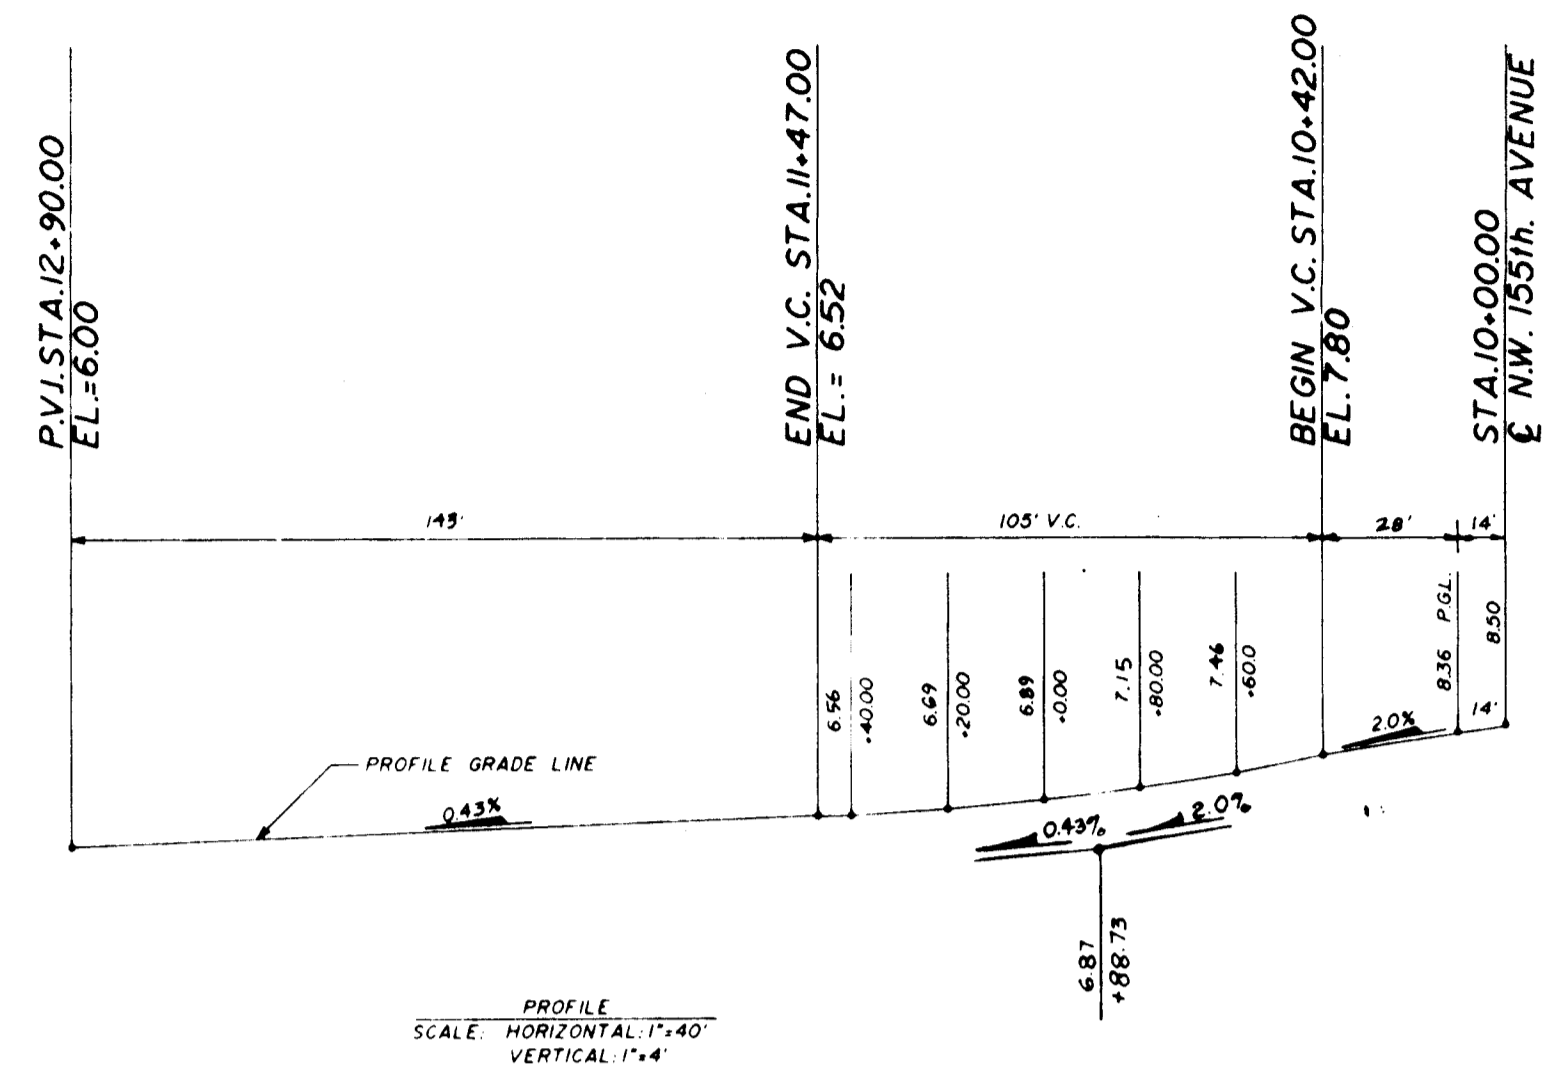 P.V.I. STA. 12+90.00
EL.=6.00
END V.C. STA. 11+47.00
EL.= 6.52
BEGIN V.C. STA. 10+42.00
EL. 7.80
STA. 10+00.00
℄ N.W. 155th. AVENUE
143'
105' V.C.
28'
14'
6.56
+40.00
6.69
+20.00
6.89
+0.00
7.15
+80.00
7.46
+60.0
8.36 P.G.L.
8.50
14'
2.0%
PROFILE GRADE LINE
0.43%
0.43%
2.0%
6.87
+88.73
PROFILE
SCALE: HORIZONTAL: 1"=40'
VERTICAL: 1"=4'